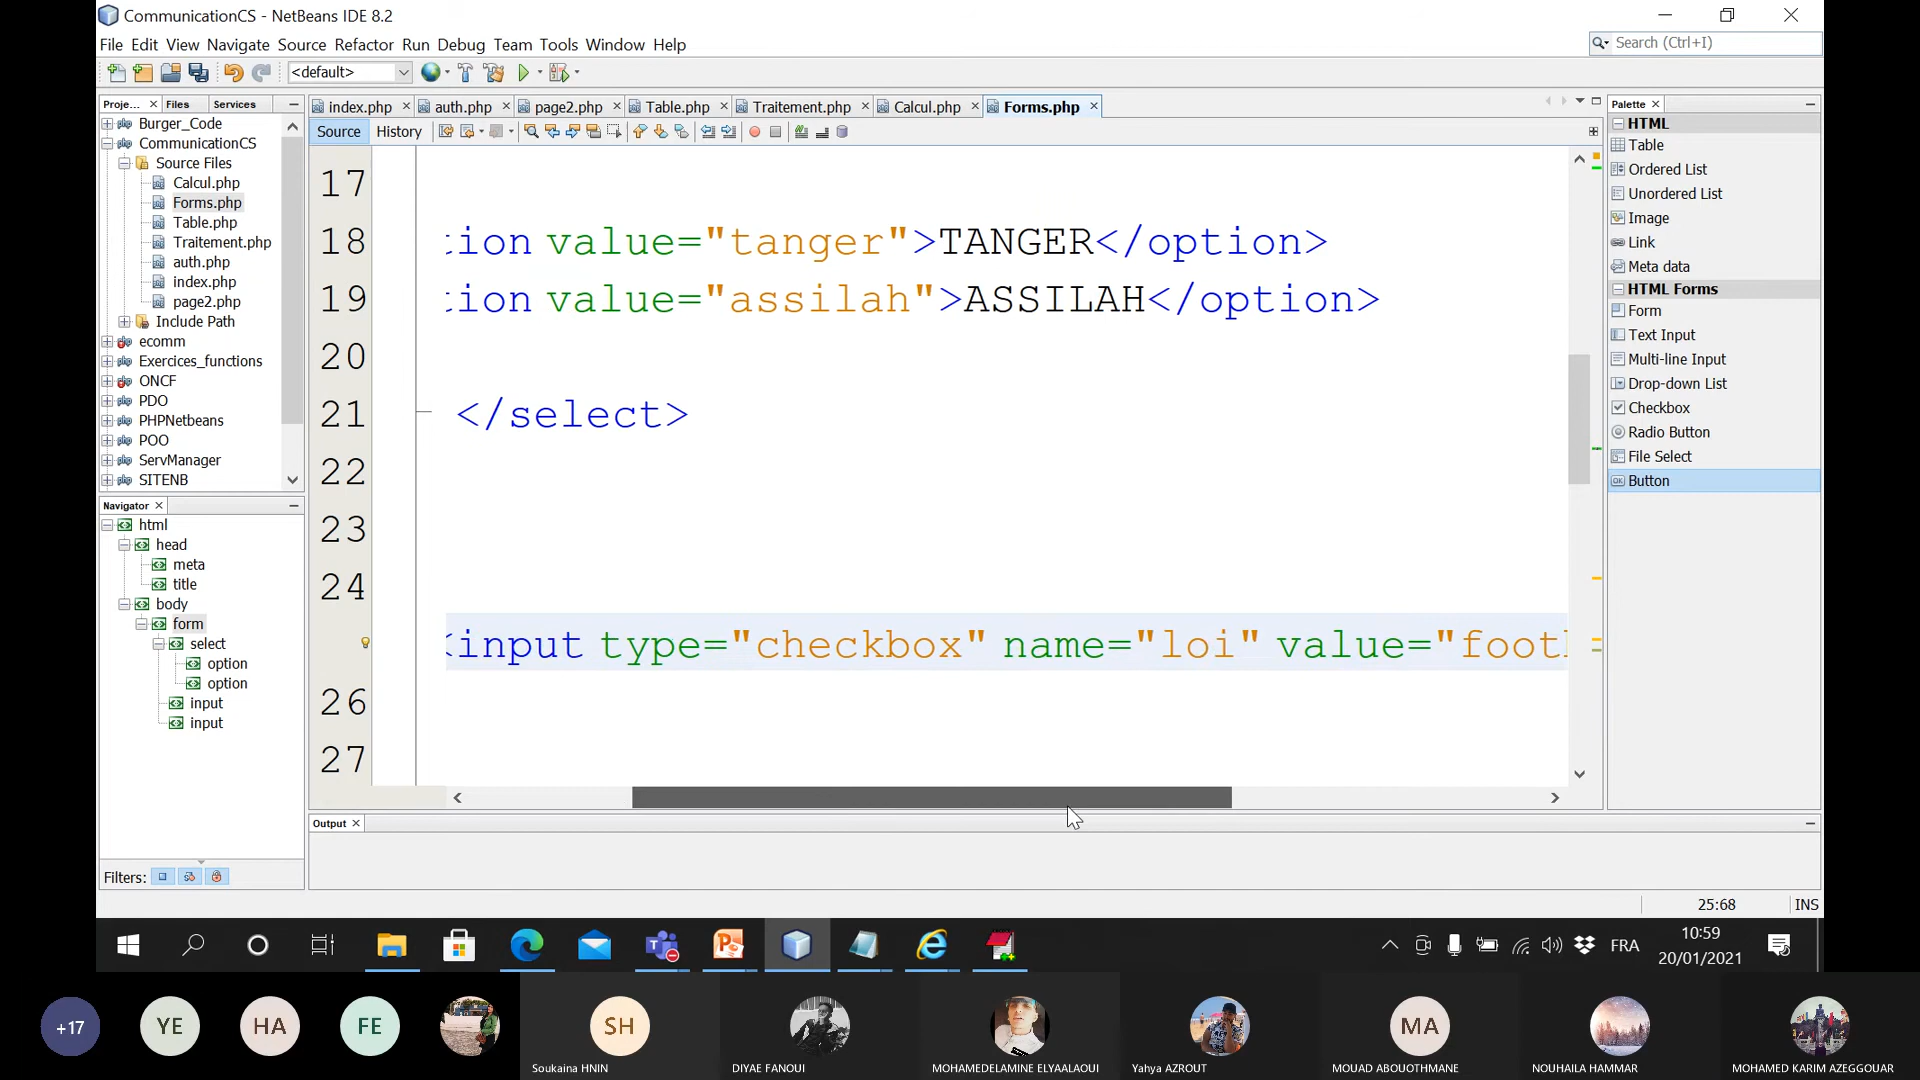 CommunicationCS - NetBeans IDE 8.2
File Edit View Navigate Source Refactor Run Debug Team Tools Window Help
Search (Ctrl+I)
<default>
Proje... Files Services
index.php auth.php page2.php Table.php Traitement.php Calcul.php Forms.php
Source History
Burger_Code
CommunicationCS
Source Files
Calcul.php
Forms.php
Table.php
Traitement.php
auth.php
index.php
page2.php
Include Path
ecomm
Exercices_functions
ONCF
PDO
PHPNetbeans
POO
ServManager
SITENB
Navigator
html
head
meta
title
body
form
select
option
option
input
input
Filters:
17
18 tion value="tanger">TANGER</option>
19 tion value="assilah">ASSILAH</option>
20
21 </select>
22
23
24
<input type="checkbox" name="loi" value="footb
26
27
Palette
HTML
Table
Ordered List
Unordered List
Image
Link
Meta data
HTML Forms
Form
Text Input
Multi-line Input
Drop-down List
Checkbox
Radio Button
File Select
Button
Output
25:68 INS
FRA
10:59
20/01/2021
+17 YE HA FE SH MA
Soukaina HNIN DIYAE FANOUI MOHAMEDELAMINE ELYAALAOUI Yahya AZROUT MOUAD ABOUOTHMANE NOUHAILA HAMMAR MOHAMED KARIM AZEGGOUAR